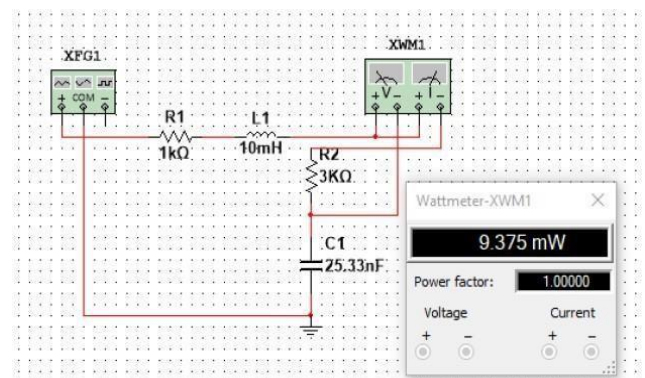 XFG1
XWM1
+ COM -
+ V - + I -
R1
1kΩ
L1
10mH
R2
3KΩ
C1
25.33nF
Wattmeter-XWM1
9.375 mW
Power factor: 1.00000
Voltage Current
+ - + -